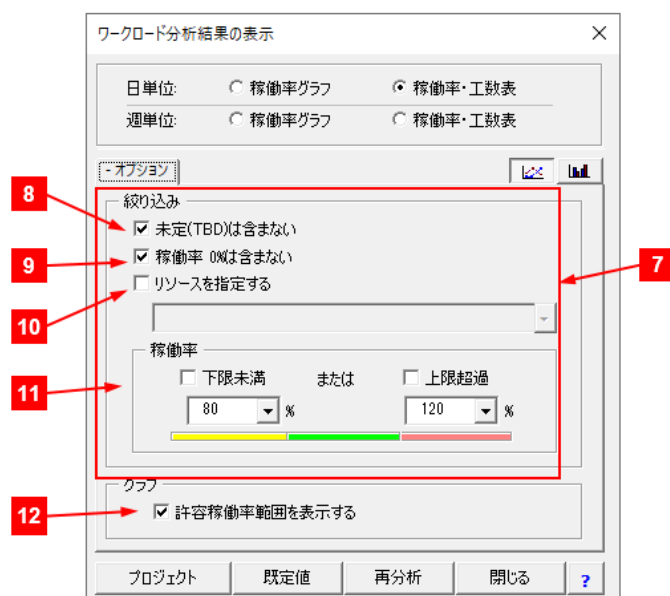 ワークロード分析結果の表示
日単位: 稼働率グラフ 稼働率・工数表
週単位: 稼働率グラフ 稼働率・工数表
- オプション
絞り込み
8
未定(TBD)は含まない
9
稼働率 0%は含まない
7
リソースを指定する
10
稼働率
11
下限未満 または 上限超過
80 % 120 %
グラフ
12
許容稼働率範囲を表示する
プロジェクト 既定値 再分析 閉じる ?